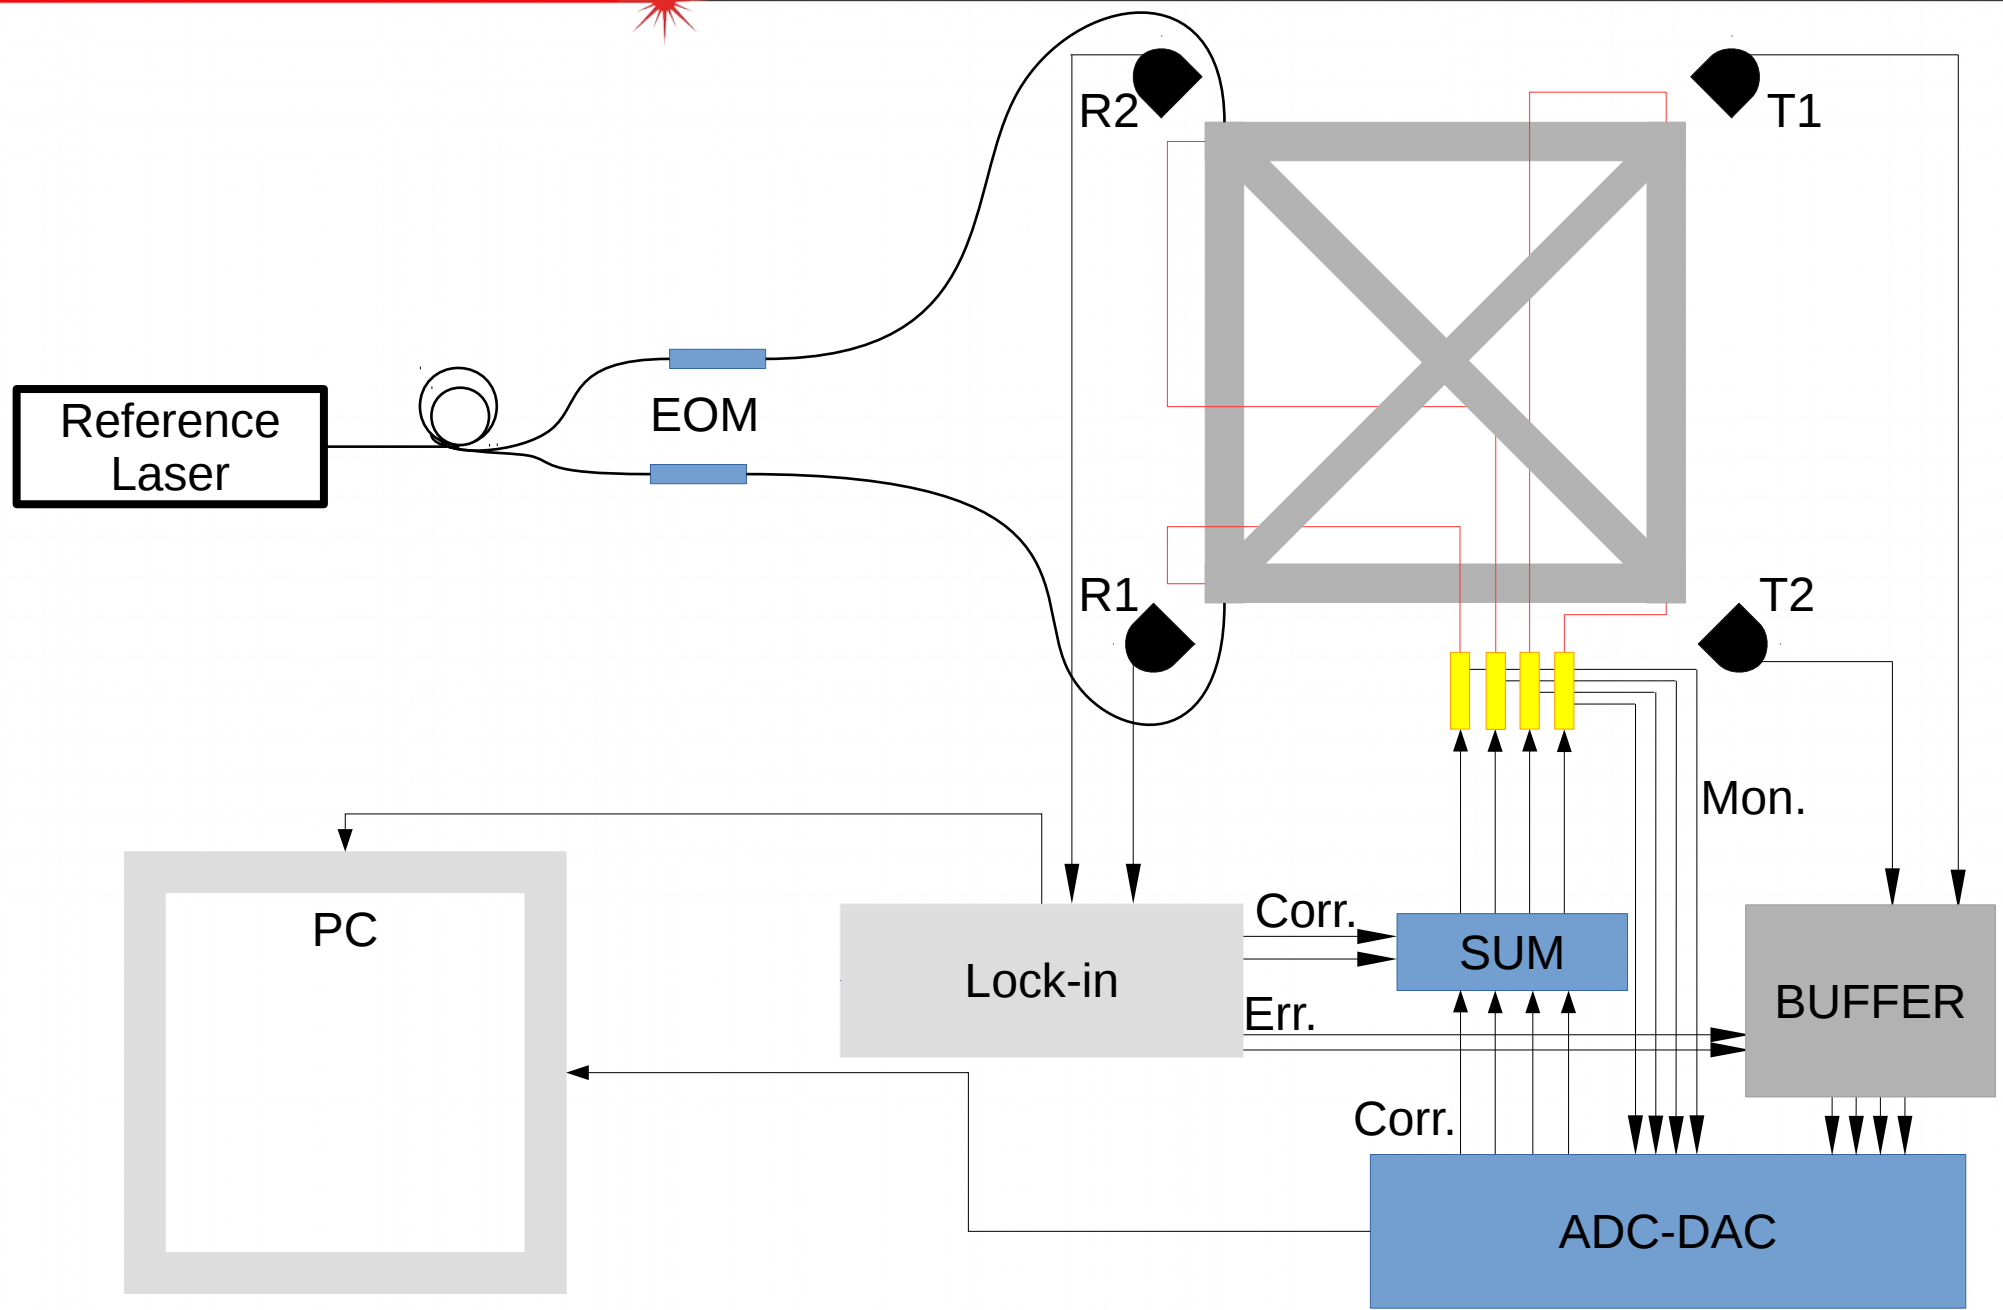 R2
T1
Reference
Laser
EOM
R1
T2
Mon.
PC
Corr.
SUM
Lock-in
Err.
BUFFER
Corr.
ADC-DAC